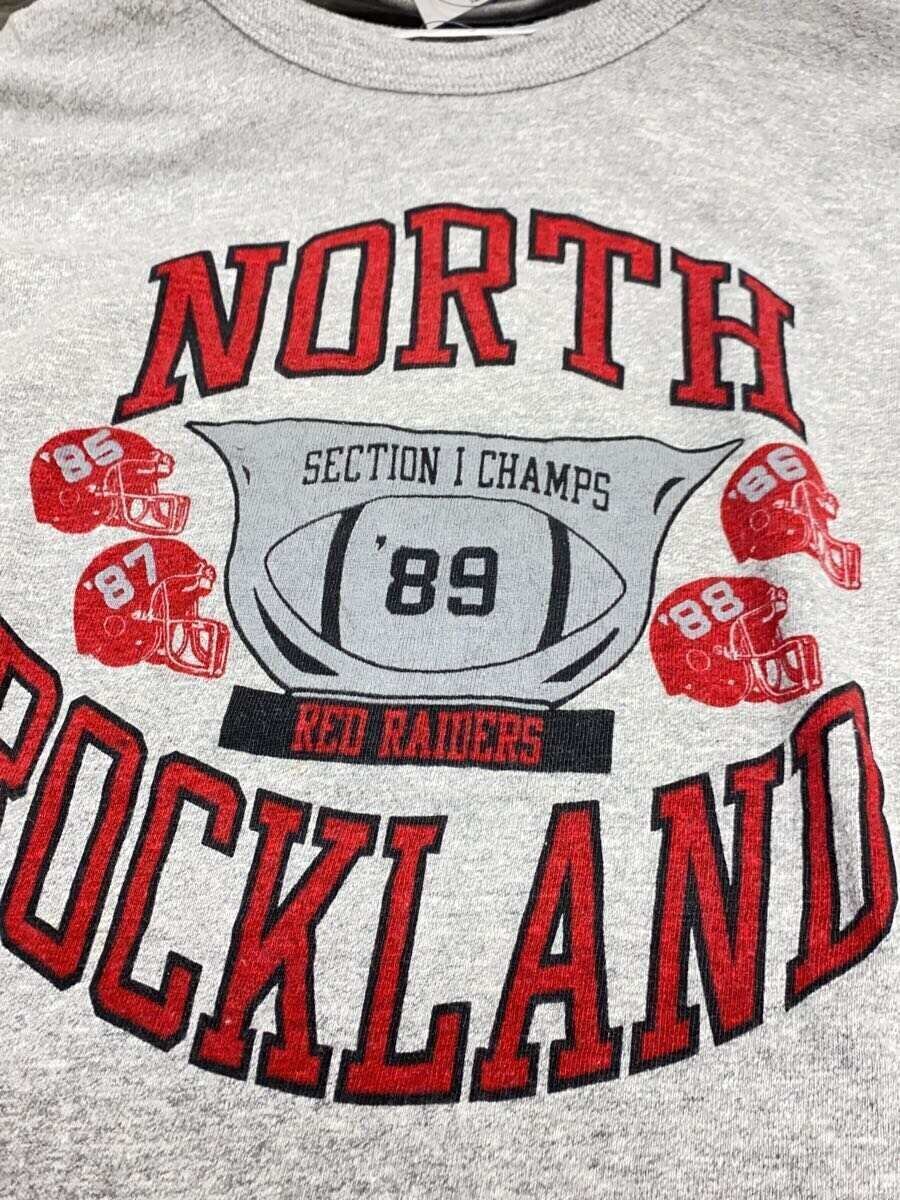 NORTH
'85
SECTION I CHAMPS
'86
'87
'89
'88
RED RAIDERS
ROCKLAND